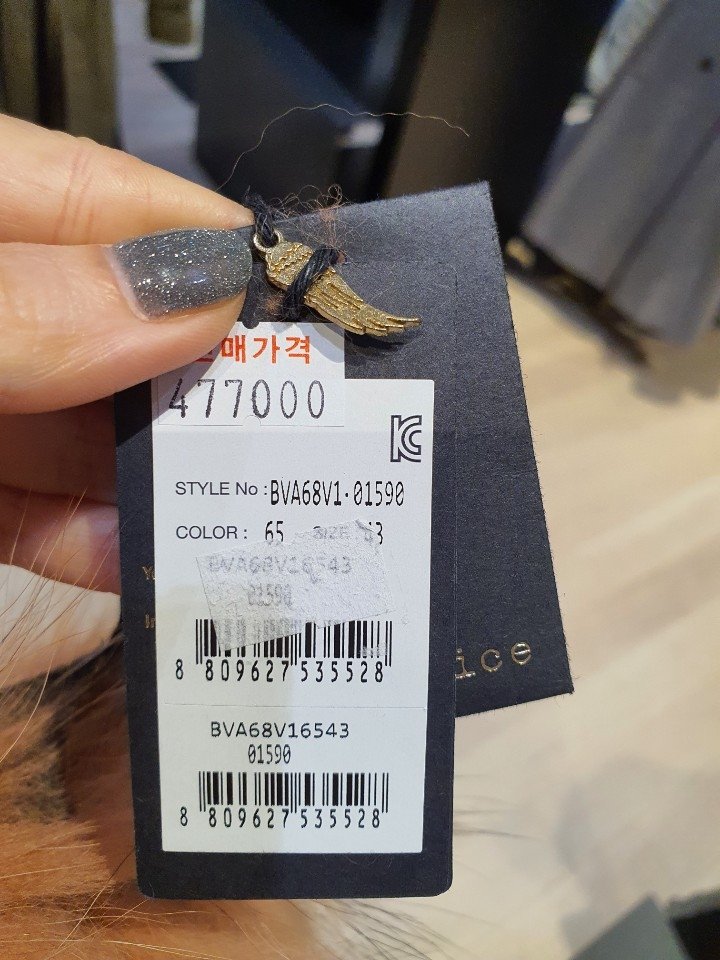 매가격
477000
STYLE No : BVA68V1·01590
COLOR : 65 SIZE
BVA68V16543
01590
8 809627 535528
ice
BVA68V16543
01590
8 809627 535528